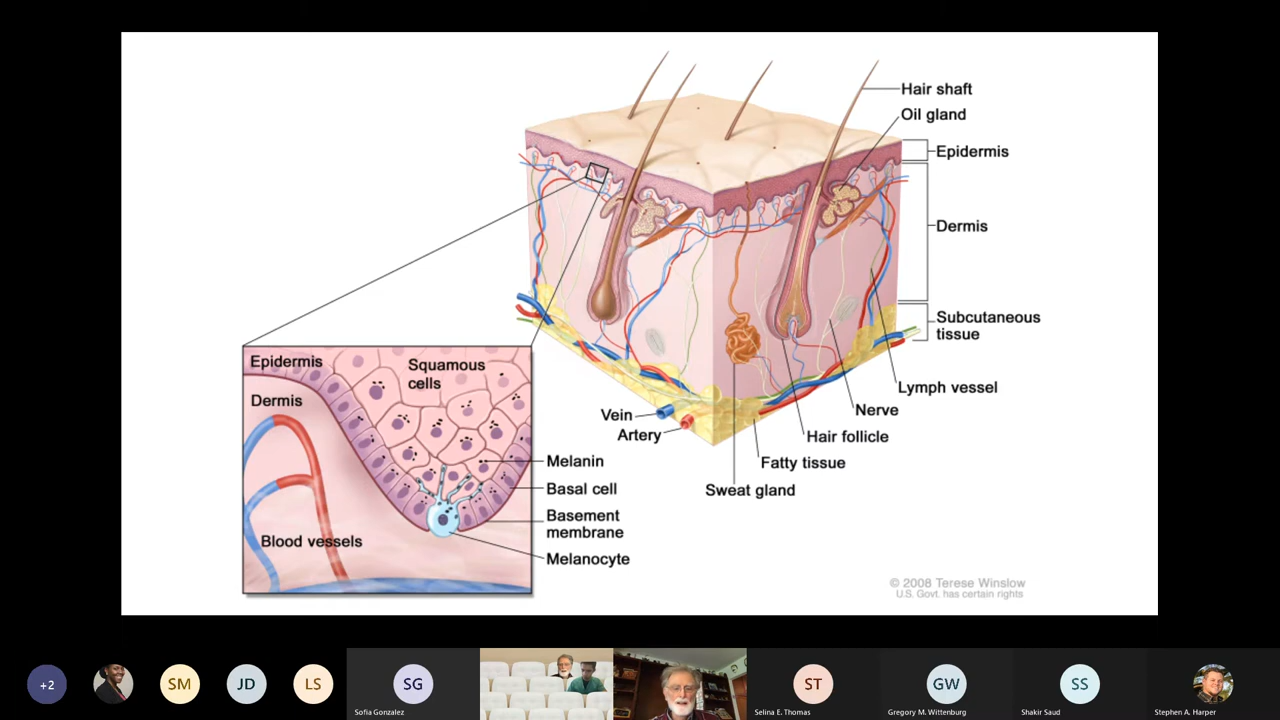 Hair shaft
Oil gland
Epidermis
Dermis
Subcutaneous
tissue
Lymph vessel
Nerve
Hair follicle
Fatty tissue
Sweat gland
Vein
Artery
Epidermis
Squamous
cells
Dermis
Blood vessels
Melanin
Basal cell
Basement
membrane
Melanocyte
© 2008 Terese Winslow
U.S. Govt. has certain rights
+2
SM
JD
LS
SG
Sofia Gonzalez
ST
Selina E. Thomas
GW
Gregory M. Wittenburg
SS
Shakir Saud
Stephen A. Harper